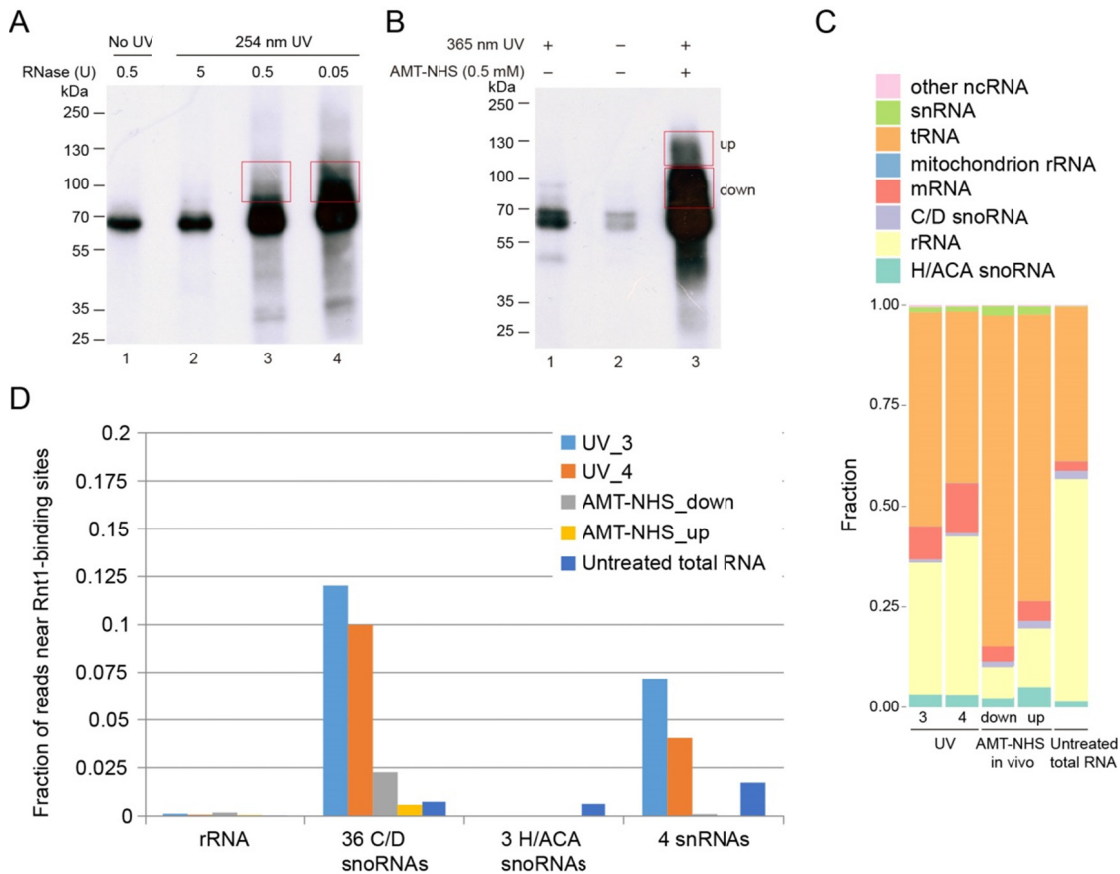 A
No UV 254 nm UV
RNase (U) 0.5 5 0.5 0.05
kDa
250
130
100
70
55
35
25
1 2 3 4
B
365 nm UV + – +
AMT-NHS (0.5 mM) – – +
kDa
250
130
100
70
55
35
25
up
down
1 2 3
C
other ncRNA
snRNA
tRNA
mitochondrion rRNA
mRNA
C/D snoRNA
rRNA
H/ACA snoRNA
1.00
0.75
0.50
0.25
0.00
Fraction
3 4 down up
UV AMT-NHS Untreated
in vivo total RNA
D
0.2
0.175
0.15
0.125
0.1
0.075
0.05
0.025
0
Fraction of reads near Rnt1-binding sites
UV_3
UV_4
AMT-NHS_down
AMT-NHS_up
Untreated total RNA
rRNA 36 C/D 3 H/ACA 4 snRNAs
snoRNAs snoRNAs